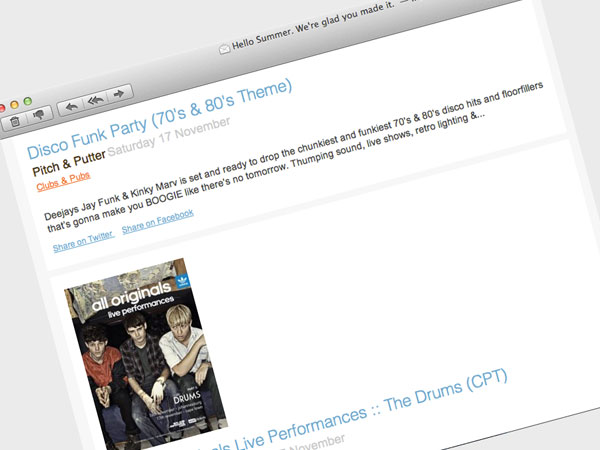 Hello Summer. We're glad you made it. —
Disco Funk Party (70's & 80's Theme)
Pitch & Putter Saturday 17 November
Clubs & Pubs
Deejays Jay Funk & Kinky Marv is set and ready to drop the chunkiest and funkiest 70's & 80's disco hits and floorfillers
that's gonna make you BOOGIE like there's no tomorrow. Thumping sound, live shows, retro lighting &...
Share on Twitter Share on Facebook
all originals
live performances
DRUMS
Live Performances :: The Drums (CPT)
November